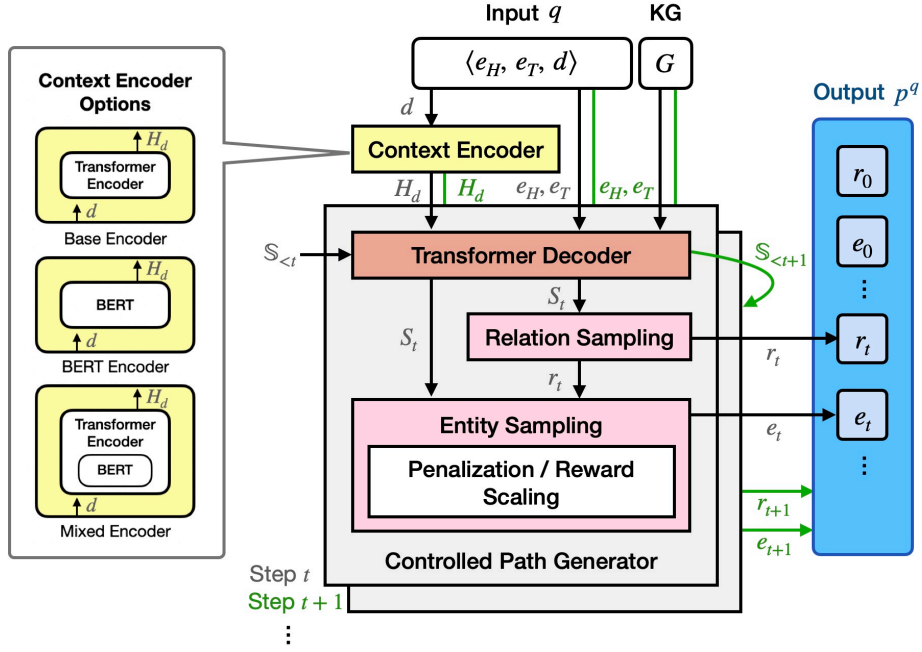 Input q
KG
⟨e_H, e_T, d⟩
G
Context Encoder
Options
H_d
Transformer
Encoder
d
Base Encoder
H_d
BERT
d
BERT Encoder
H_d
Transformer
Encoder
BERT
d
Mixed Encoder
d
Context Encoder
H_d
H_d
e_H, e_T
e_H, e_T
𝕊_{<t}
Transformer Decoder
𝕊_{<t+1}
S_t
S_t
Relation Sampling
r_t
r_t
Entity Sampling
e_t
Penalization / Reward
Scaling
r_{t+1}
e_{t+1}
Controlled Path Generator
Step t
Step t + 1
⋮
Output p^q
r_0
e_0
⋮
r_t
e_t
⋮